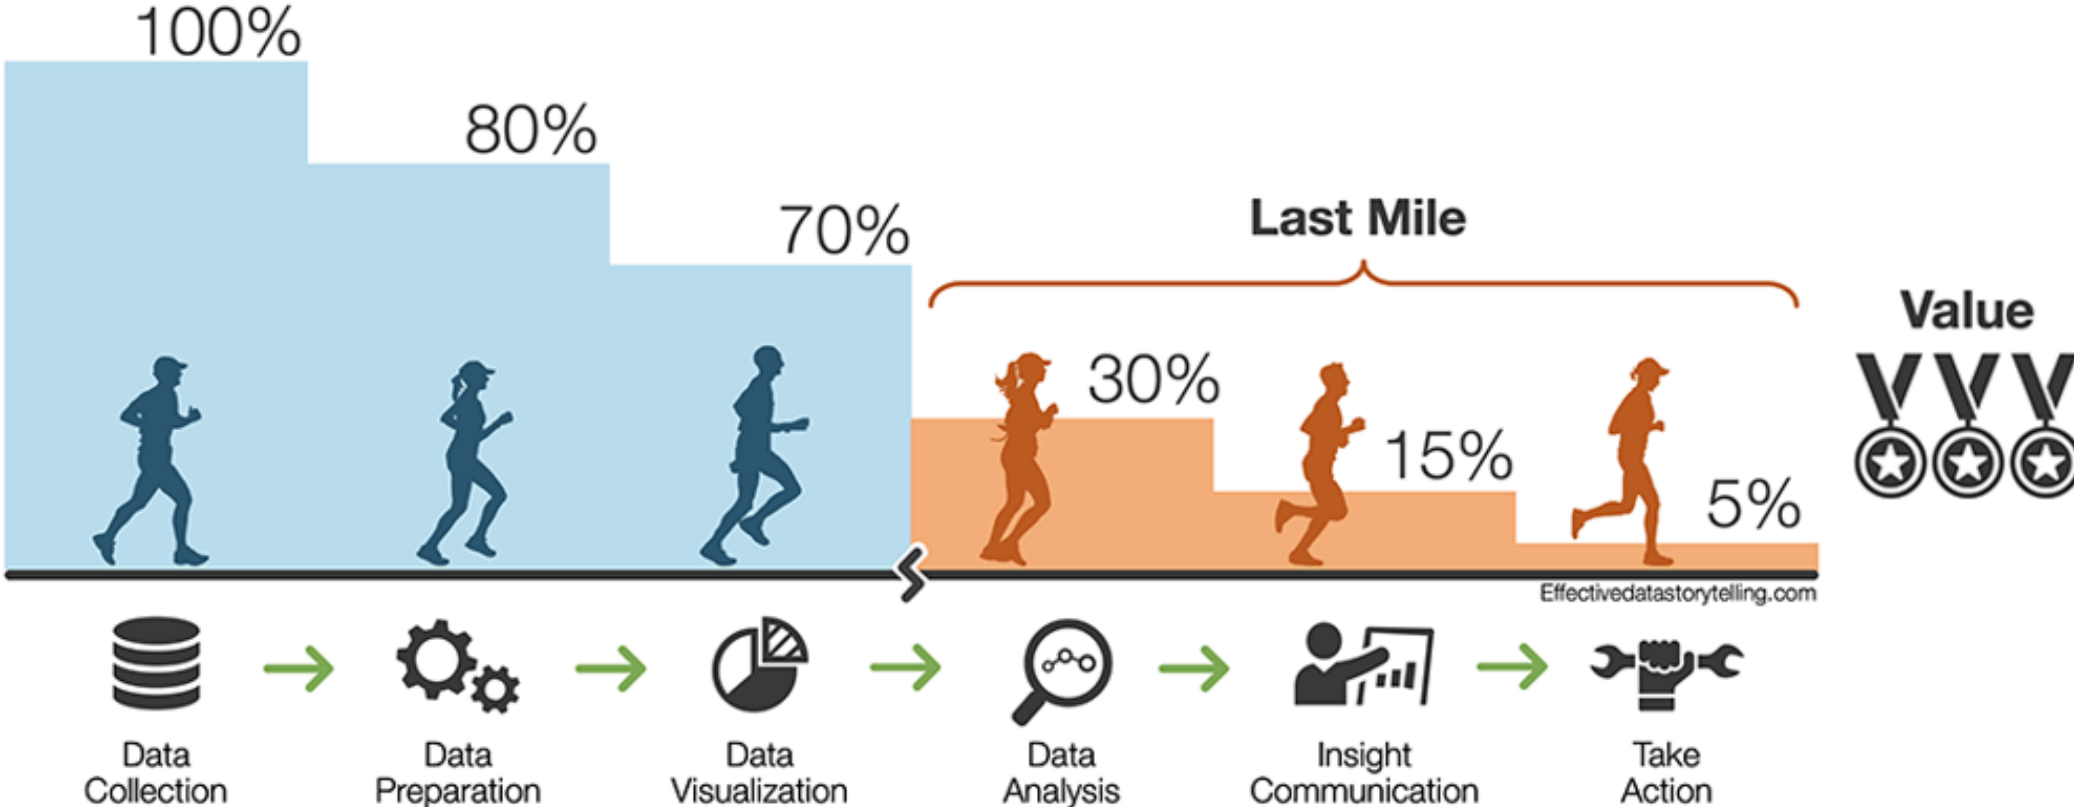 100%
80%
70%
Last Mile
Value
30%
15%
5%
Effectivedatastorytelling.com
Data
Collection
Data
Preparation
Data
Visualization
Data
Analysis
Insight
Communication
Take
Action